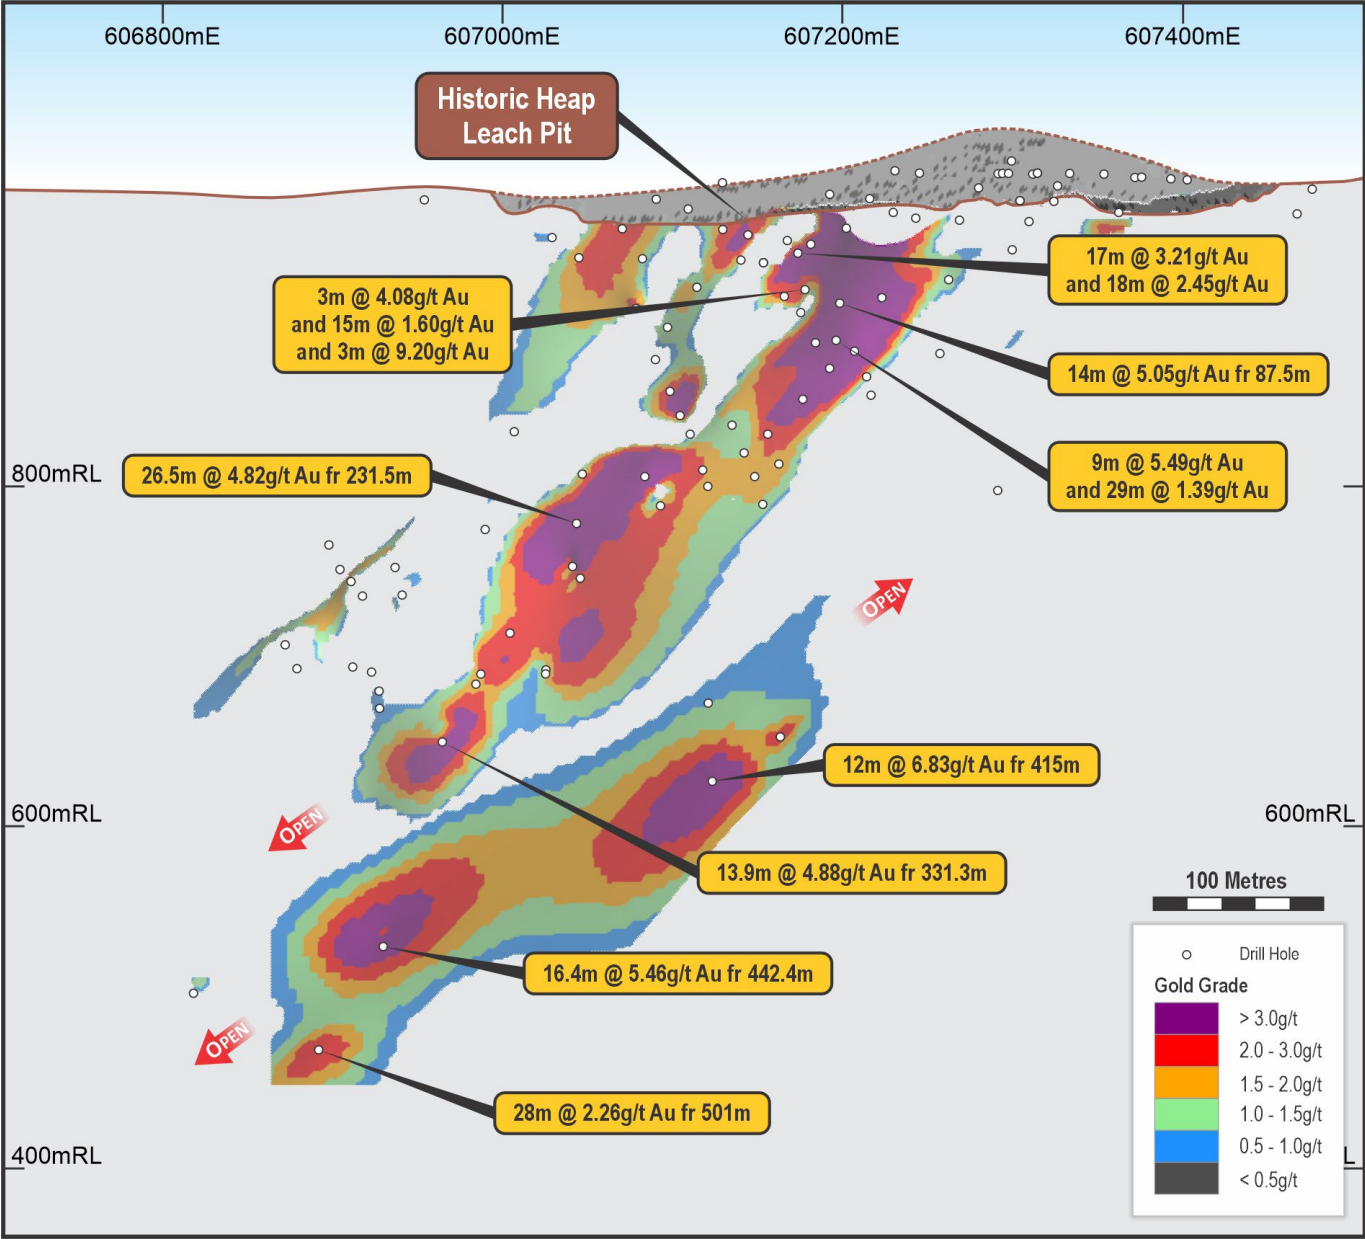 606800mE
607000mE
607200mE
607400mE
Historic Heap
Leach Pit
17m @ 3.21g/t Au
and 18m @ 2.45g/t Au
3m @ 4.08g/t Au
and 15m @ 1.60g/t Au
and 3m @ 9.20g/t Au
14m @ 5.05g/t Au fr 87.5m
9m @ 5.49g/t Au
and 29m @ 1.39g/t Au
800mRL
26.5m @ 4.82g/t Au fr 231.5m
OPEN
12m @ 6.83g/t Au fr 415m
600mRL
600mRL
OPEN
13.9m @ 4.88g/t Au fr 331.3m
100 Metres
16.4m @ 5.46g/t Au fr 442.4m
OPEN
28m @ 2.26g/t Au fr 501m
400mRL
L
Drill Hole
Gold Grade
> 3.0g/t
2.0 - 3.0g/t
1.5 - 2.0g/t
1.0 - 1.5g/t
0.5 - 1.0g/t
< 0.5g/t